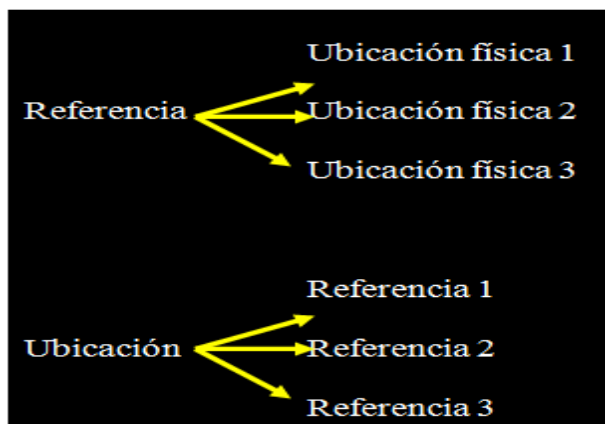 Ubicación física 1
Referencia
Ubicación física 2
Ubicación física 3
Referencia 1
Ubicación
Referencia 2
Referencia 3